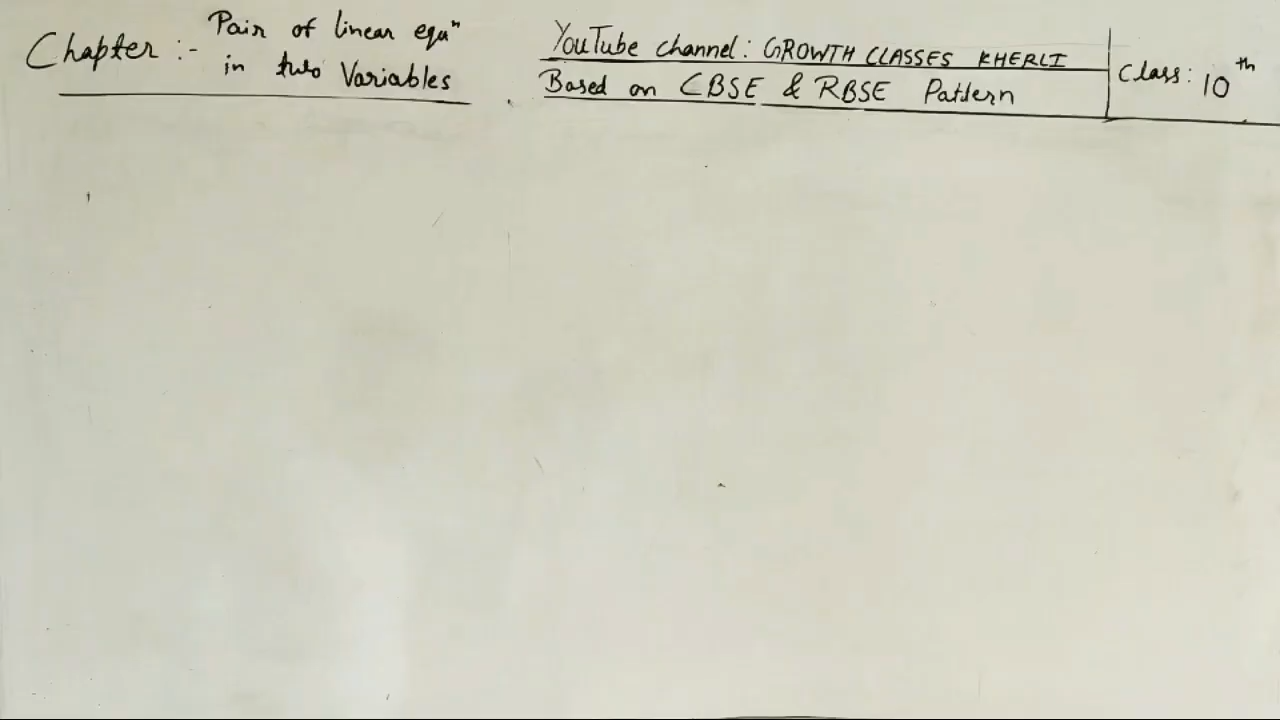 Chapter :- Pair of linear equⁿ
in two Variables
YouTube channel: GROWTH CLASSES KHERLI
Based on CBSE & RBSE Pattern
Class: 10th